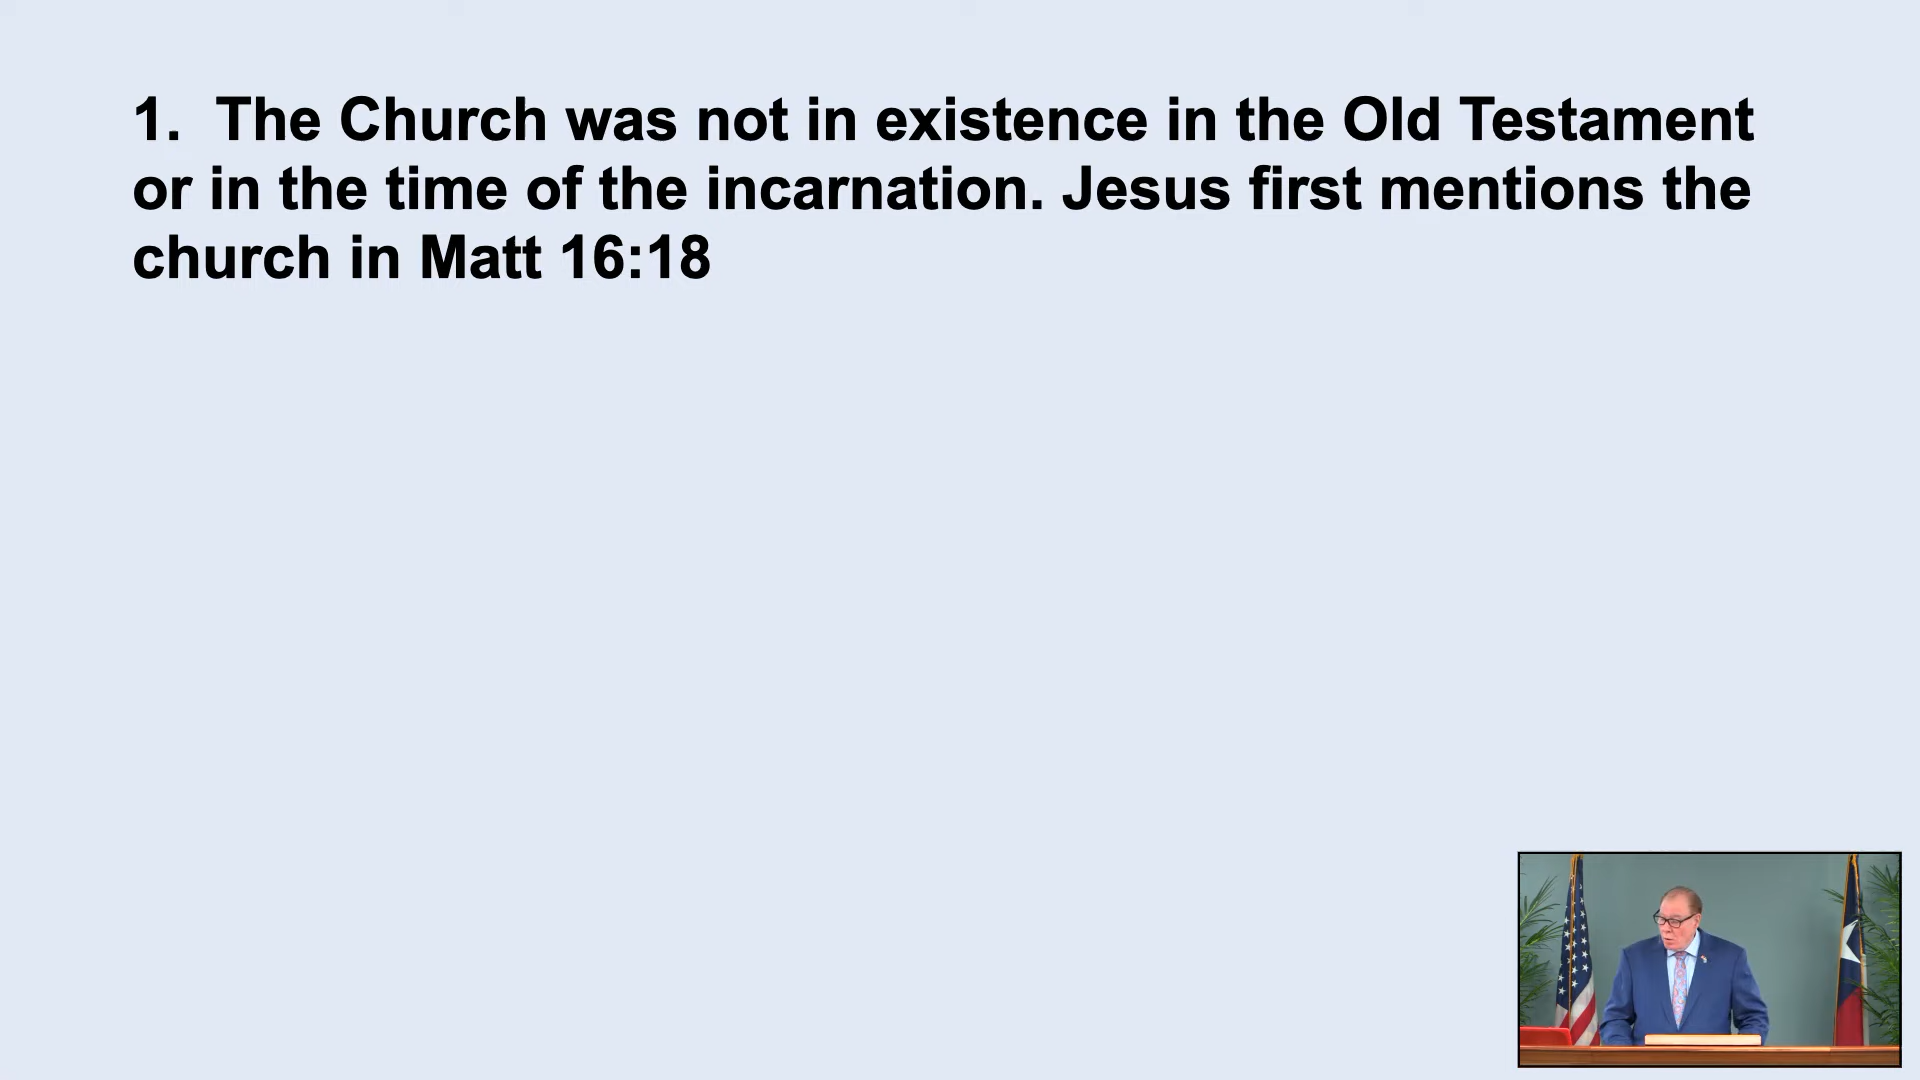 1. The Church was not in existence in the Old Testament
or in the time of the incarnation. Jesus first mentions the
church in Matt 16:18